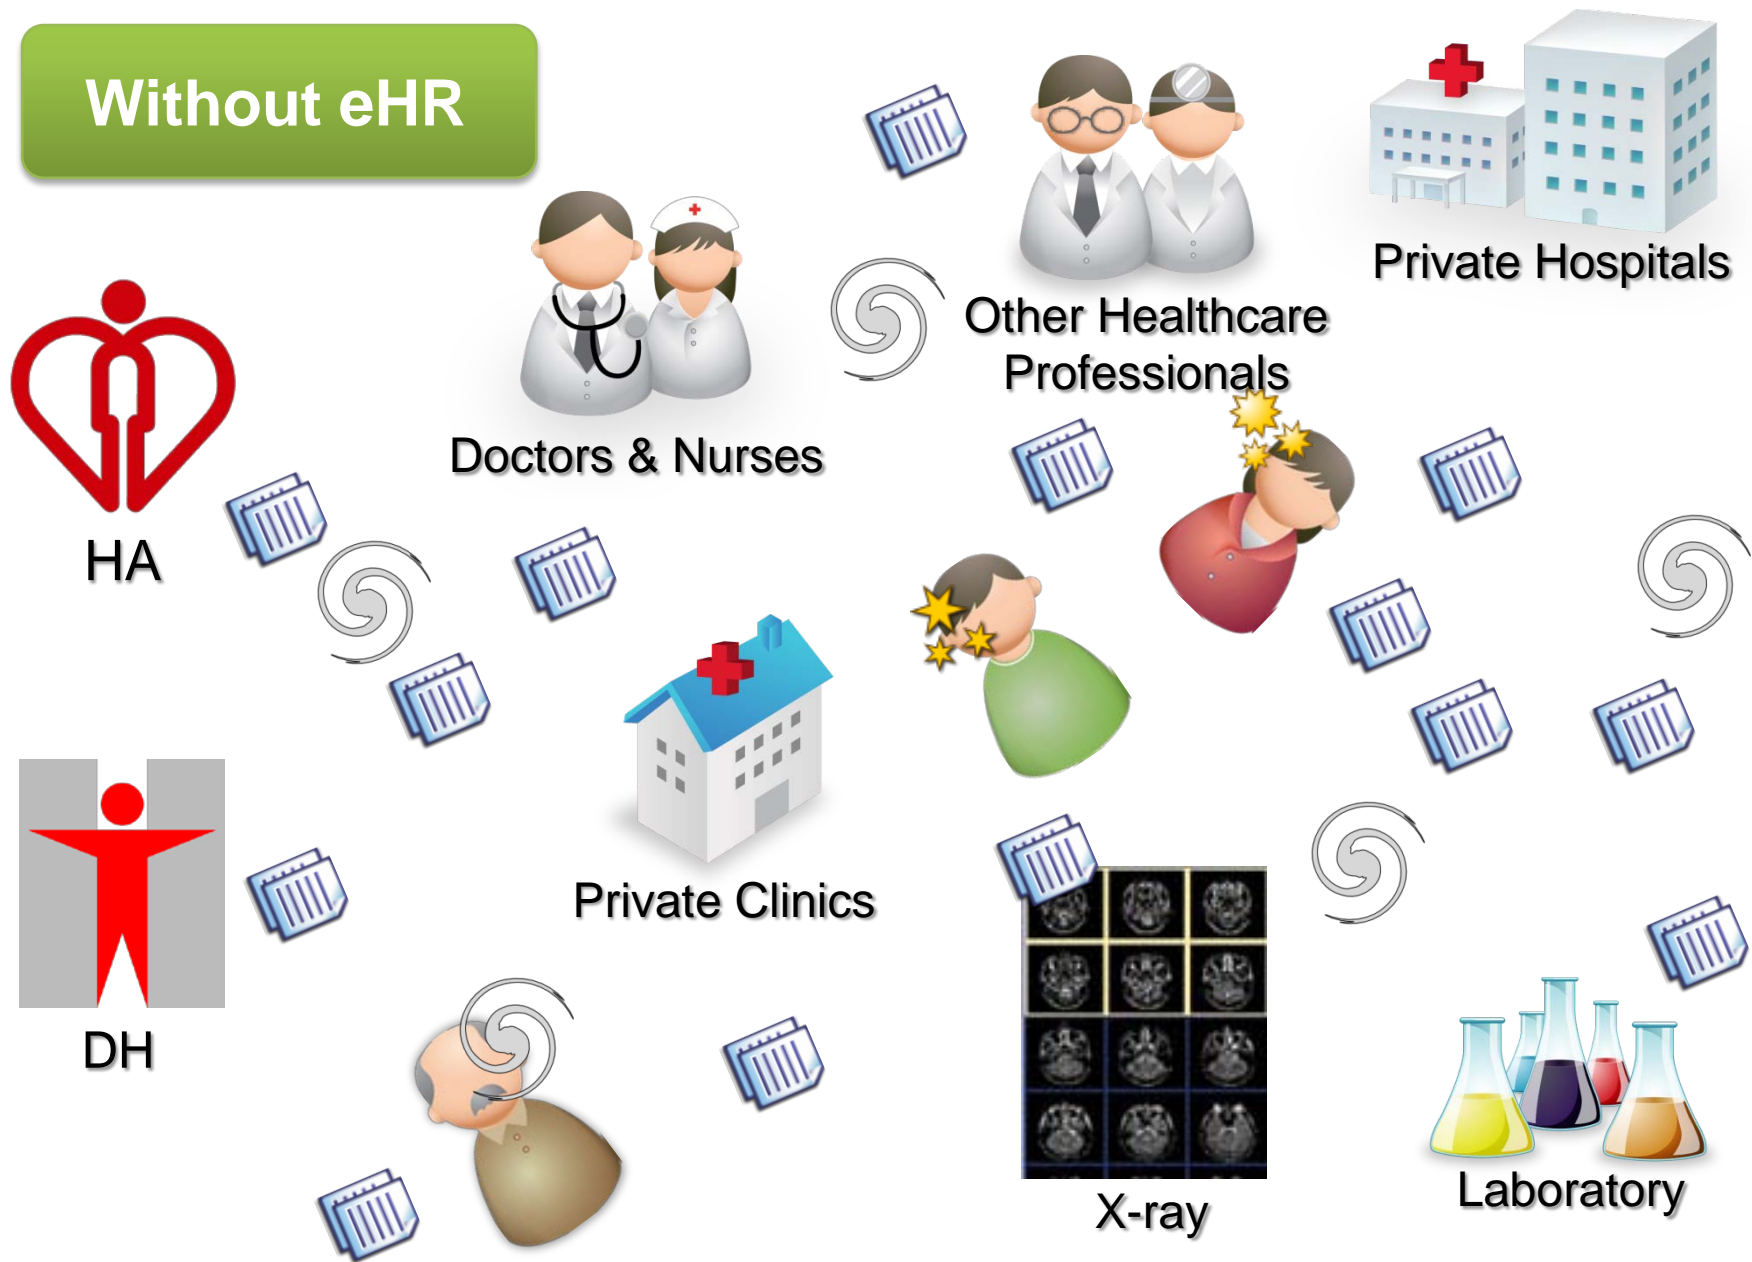 Without eHR
Private Hospitals
Other Healthcare
Professionals
Doctors & Nurses
HA
Private Clinics
DH
X-ray
Laboratory